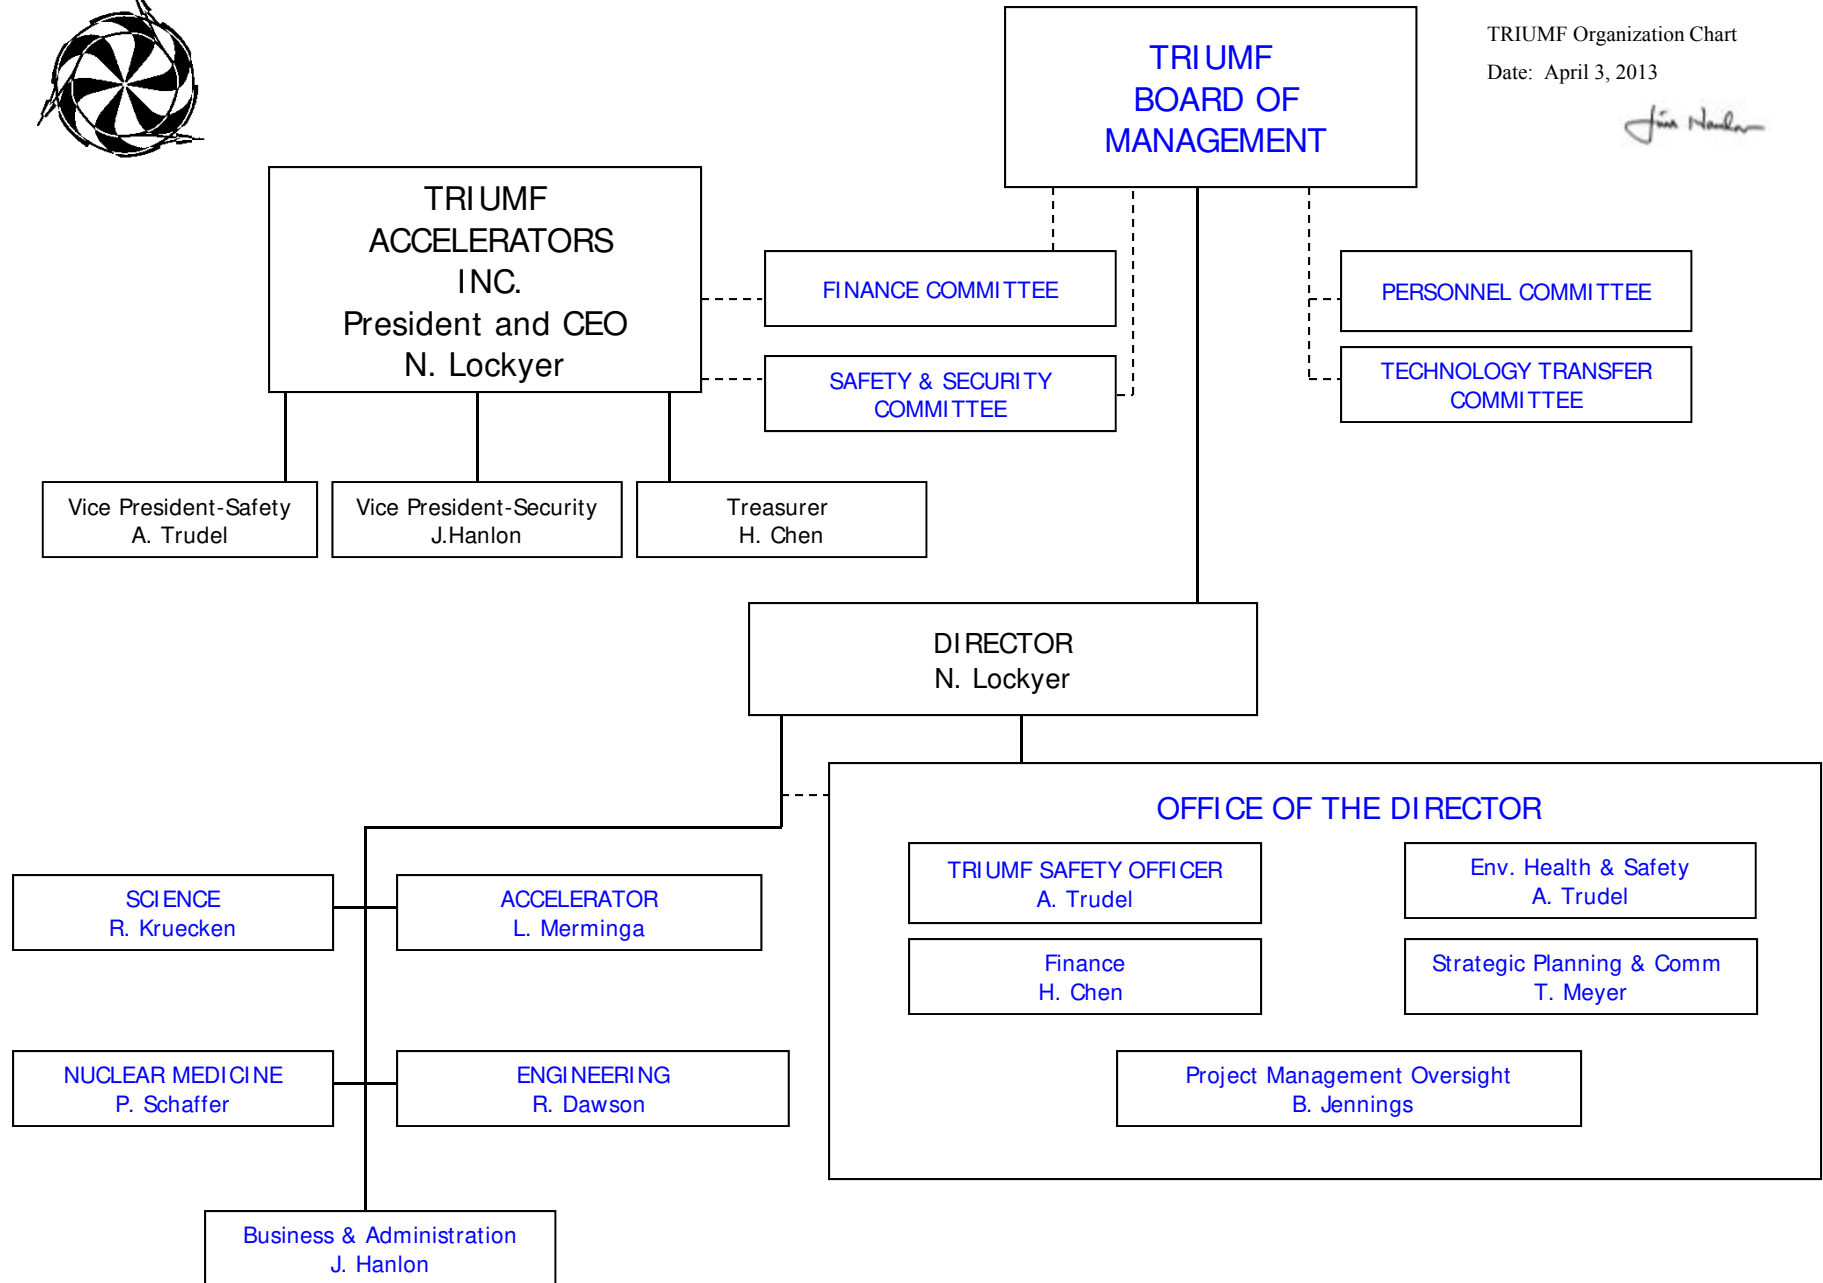 TRIUMF
BOARD OF
MANAGEMENT
TRIUMF Organization Chart
Date: April 3, 2013
TRIUMF
ACCELERATORS
INC.
President and CEO
N. Lockyer
FINANCE COMMITTEE
SAFETY & SECURITY
COMMITTEE
PERSONNEL COMMITTEE
TECHNOLOGY TRANSFER
COMMITTEE
Vice President-Safety
A. Trudel
Vice President-Security
J.Hanlon
Treasurer
H. Chen
DIRECTOR
N. Lockyer
OFFICE OF THE DIRECTOR
TRIUMF SAFETY OFFICER
A. Trudel
Env. Health & Safety
A. Trudel
Finance
H. Chen
Strategic Planning & Comm
T. Meyer
Project Management Oversight
B. Jennings
SCIENCE
R. Kruecken
ACCELERATOR
L. Merminga
NUCLEAR MEDICINE
P. Schaffer
ENGINEERING
R. Dawson
Business & Administration
J. Hanlon